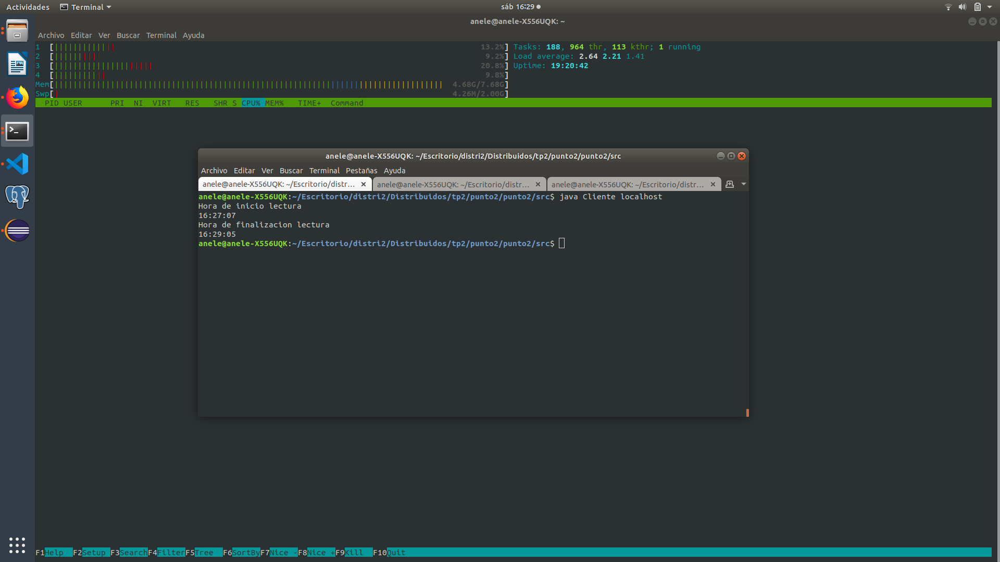 Actividades Terminal sáb 16:29
anele@anele-X556UQK: ~
Archivo Editar Ver Buscar Terminal Ayuda
1 [||||||||||||| 13.2%] Tasks: 188, 964 thr, 113 kthr; 1 running
2 [||||||||| 9.2%] Load average: 2.64 2.21 1.41
3 [||||||||||||||||||||| 20.8%] Uptime: 19:20:42
4 [||||||||||| 9.8%]
Mem[||||||||||||||||||||||||||||||||||||||||||||||||||||||||||||||||||||||||||||||||||| 4.68G/7.68G]
Swp[| 4.26M/2.00G]
PID USER PRI NI VIRT RES SHR S CPU% MEM% TIME+ Command
anele@anele-X556UQK: ~/Escritorio/distri2/Distribuidos/tp2/punto2/punto2/src
Archivo Editar Ver Buscar Terminal Pestañas Ayuda
anele@anele-X556UQK: ~/Escritorio/distr... anele@anele-X556UQK: ~/Escritorio/distr... anele@anele-X556UQK: ~/Escritorio/distr...
anele@anele-X556UQK:~/Escritorio/distri2/Distribuidos/tp2/punto2/punto2/src$ java Cliente localhost
Hora de inicio lectura
16:27:07
Hora de finalizacion lectura
16:29:05
anele@anele-X556UQK:~/Escritorio/distri2/Distribuidos/tp2/punto2/punto2/src$
F1Help F2Setup F3SearchF4FilterF5Tree F6SortByF7Nice -F8Nice +F9Kill F10Quit